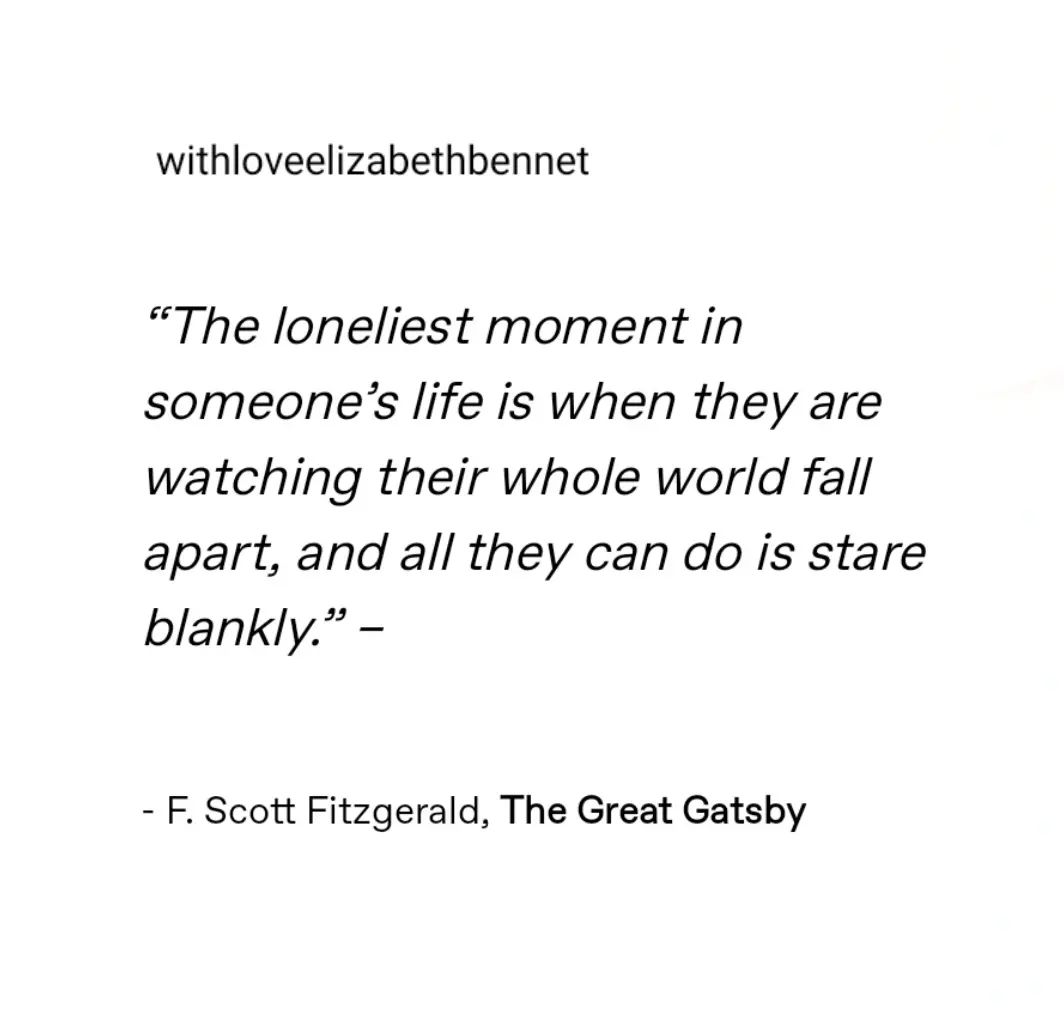 withloveelizabethbennet
“The loneliest moment in
someone’s life is when they are
watching their whole world fall
apart, and all they can do is stare
blankly.” –
- F. Scott Fitzgerald, The Great Gatsby